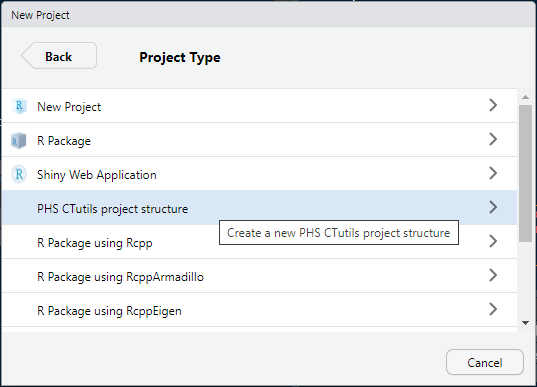 New Project
Back
Project Type
New Project
R Package
Shiny Web Application
PHS CTutils project structure
Create a new PHS CTutils project structure
R Package using Rcpp
R Package using RcppArmadillo
R Package using RcppEigen
Cancel